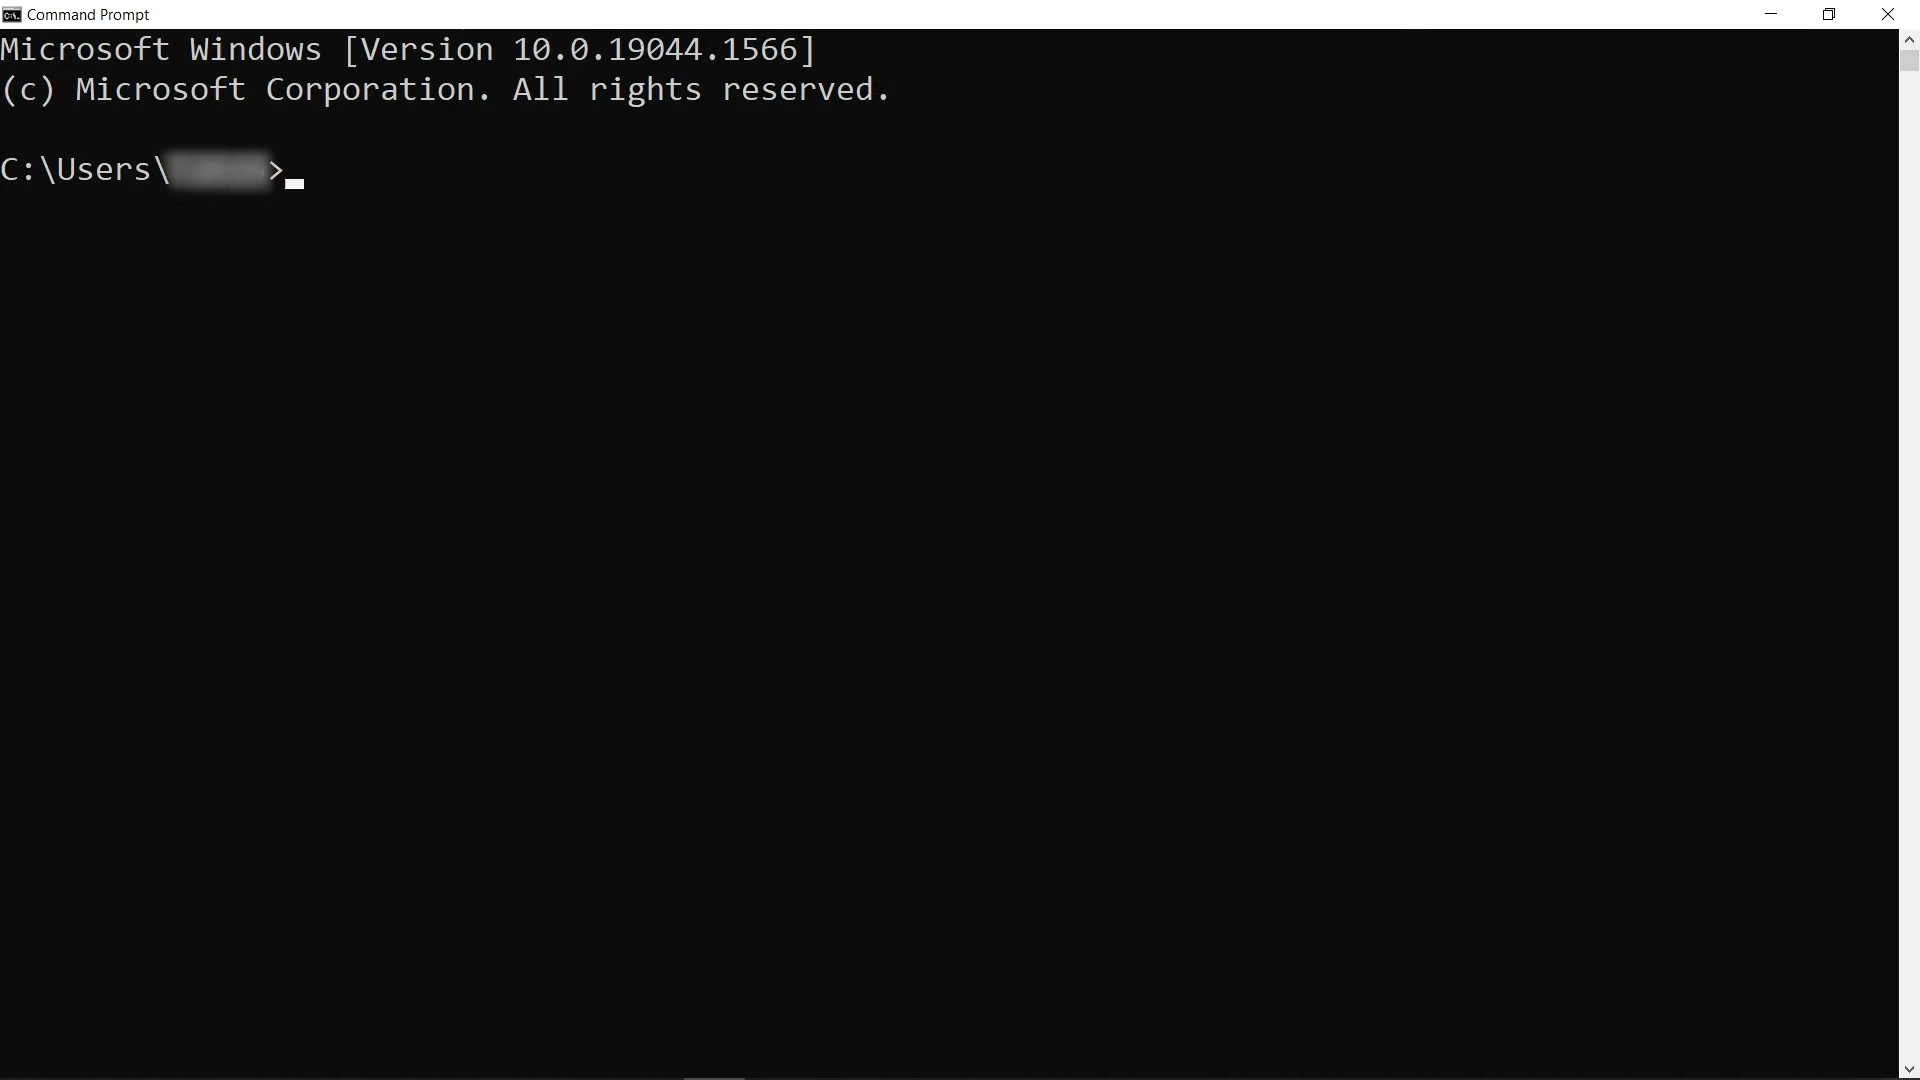 Command Prompt
Microsoft Windows [Version 10.0.19044.1566]
(c) Microsoft Corporation. All rights reserved.
C:\Users\>